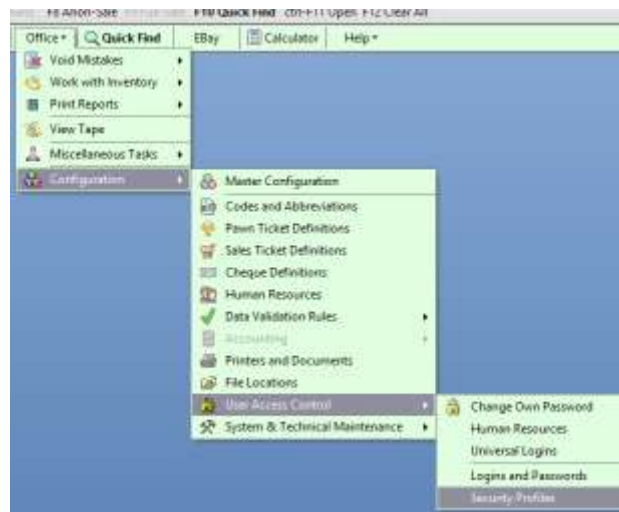 F8 Anon-Sale F10 Quick Find ctrl-F11 Open F12 Clear All
Office Quick Find EBay Calculator Help
Void Mistakes
Work with Inventory
Print Reports
View Tape
Miscellaneous Tasks
Configuration
Master Configuration
Codes and Abbreviations
Pawn Ticket Definitions
Sales Ticket Definitions
Cheque Definitions
Human Resources
Data Validation Rules
Accounting
Printers and Documents
File Locations
User Access Control
System & Technical Maintenance
Change Own Password
Human Resources
Universal Logins
Logins and Passwords
Security Profiles